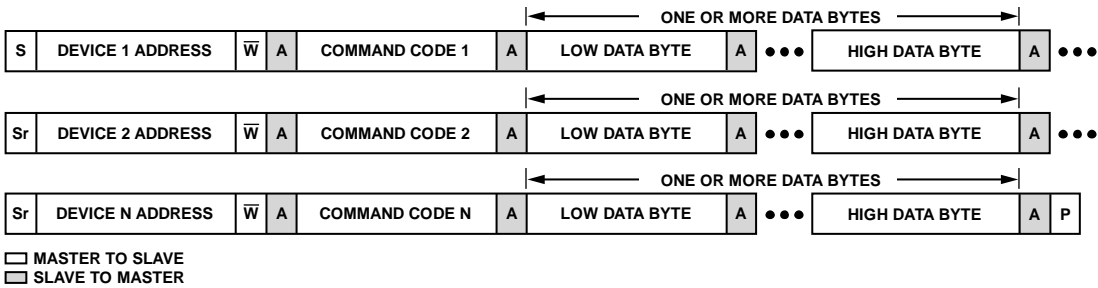 ONE OR MORE DATA BYTES
S DEVICE 1 ADDRESS W̅ A COMMAND CODE 1 A LOW DATA BYTE A ●●● HIGH DATA BYTE A ●●●
ONE OR MORE DATA BYTES
Sr DEVICE 2 ADDRESS W̅ A COMMAND CODE 2 A LOW DATA BYTE A ●●● HIGH DATA BYTE A ●●●
ONE OR MORE DATA BYTES
Sr DEVICE N ADDRESS W̅ A COMMAND CODE N A LOW DATA BYTE A ●●● HIGH DATA BYTE A P
MASTER TO SLAVE
SLAVE TO MASTER